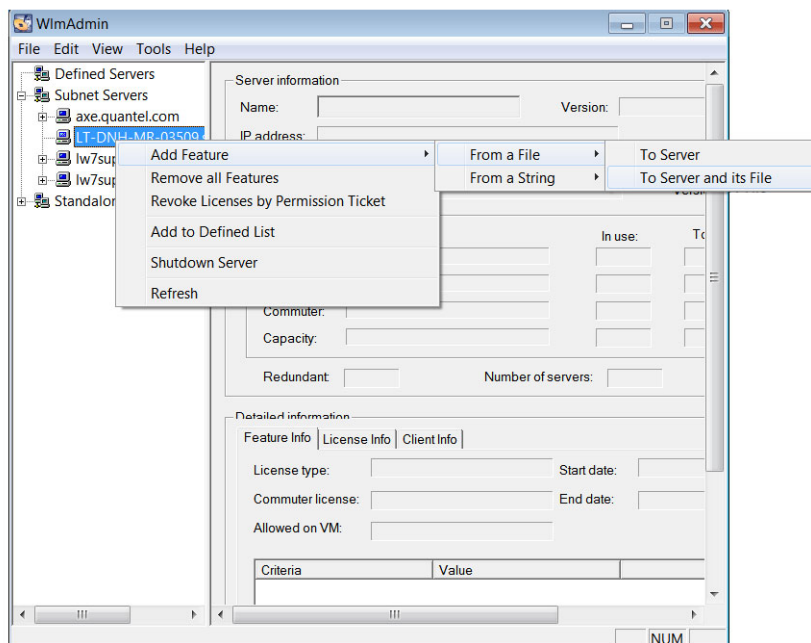 WlmAdmin
File Edit View Tools Help
Defined Servers
Subnet Servers
axe.quantel.com
LT-DNH-MR-03509
lw7sup
lw7sup
Standalon
Add Feature
Remove all Features
Revoke Licenses by Permission Ticket
Add to Defined List
Shutdown Server
Refresh
From a File
From a String
To Server
To Server and its File
Server information
Name: Version:
IP address:
In use: To
Commuter:
Capacity:
Redundant: Number of servers:
Detailed information
Feature Info License Info Client Info
License type: Start date:
Commuter license: End date:
Allowed on VM:
Criteria Value
NUM